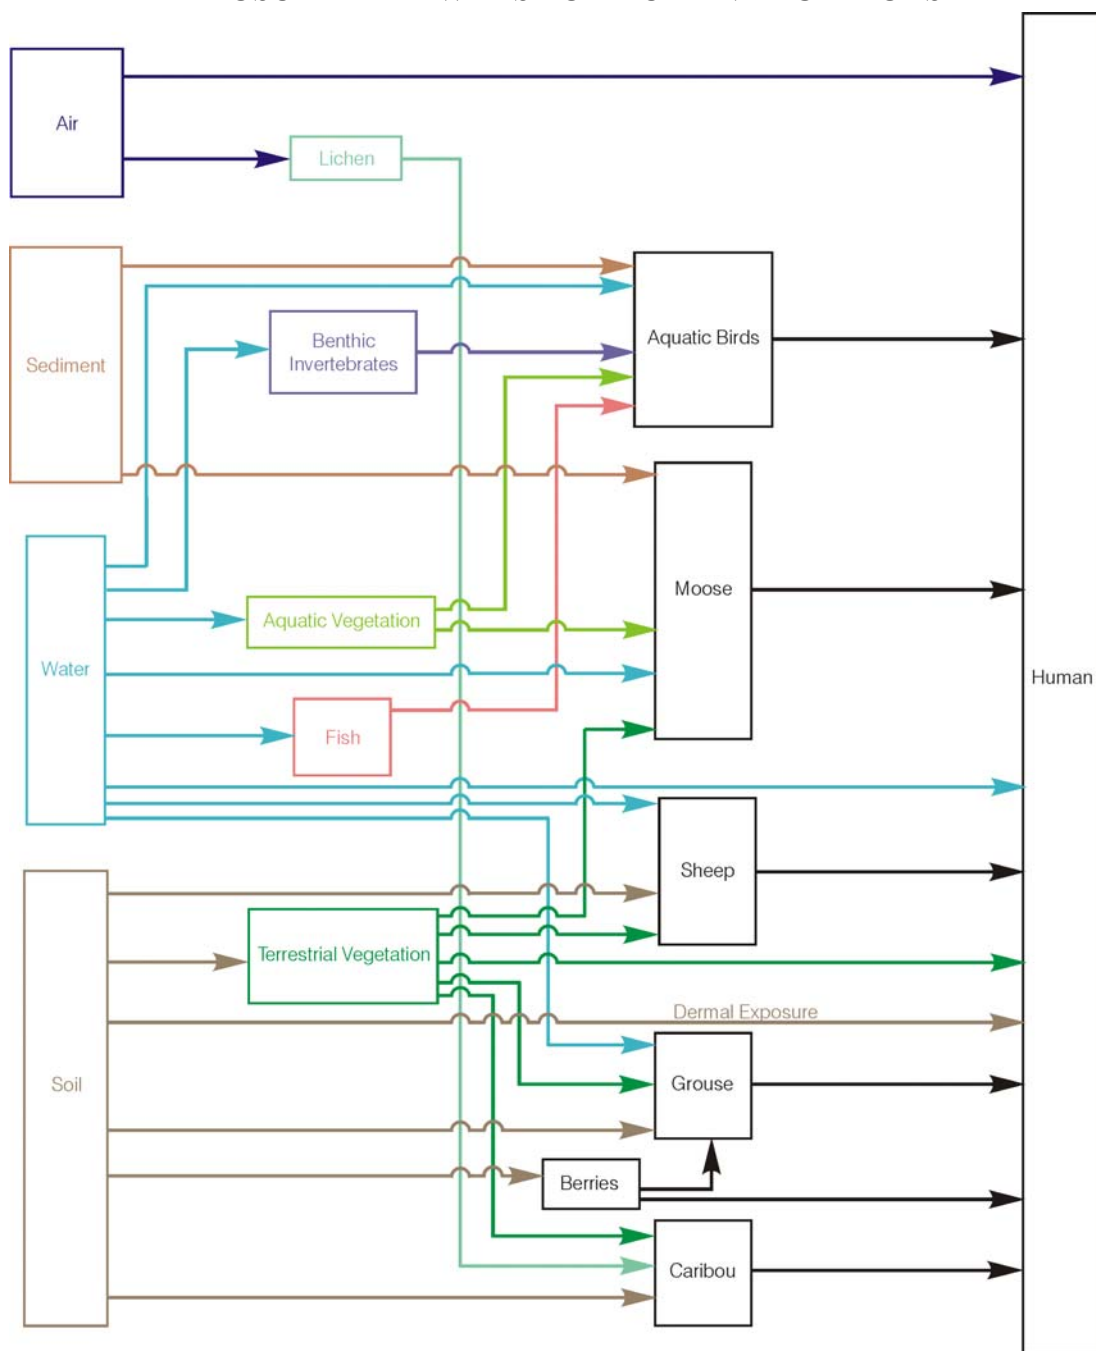 Air
Lichen
Sediment
Benthic
Invertebrates
Aquatic Birds
Moose
Aquatic Vegetation
Water
Human
Fish
Sheep
Terrestrial Vegetation
Dermal Exposure
Soil
Grouse
Berries
Caribou